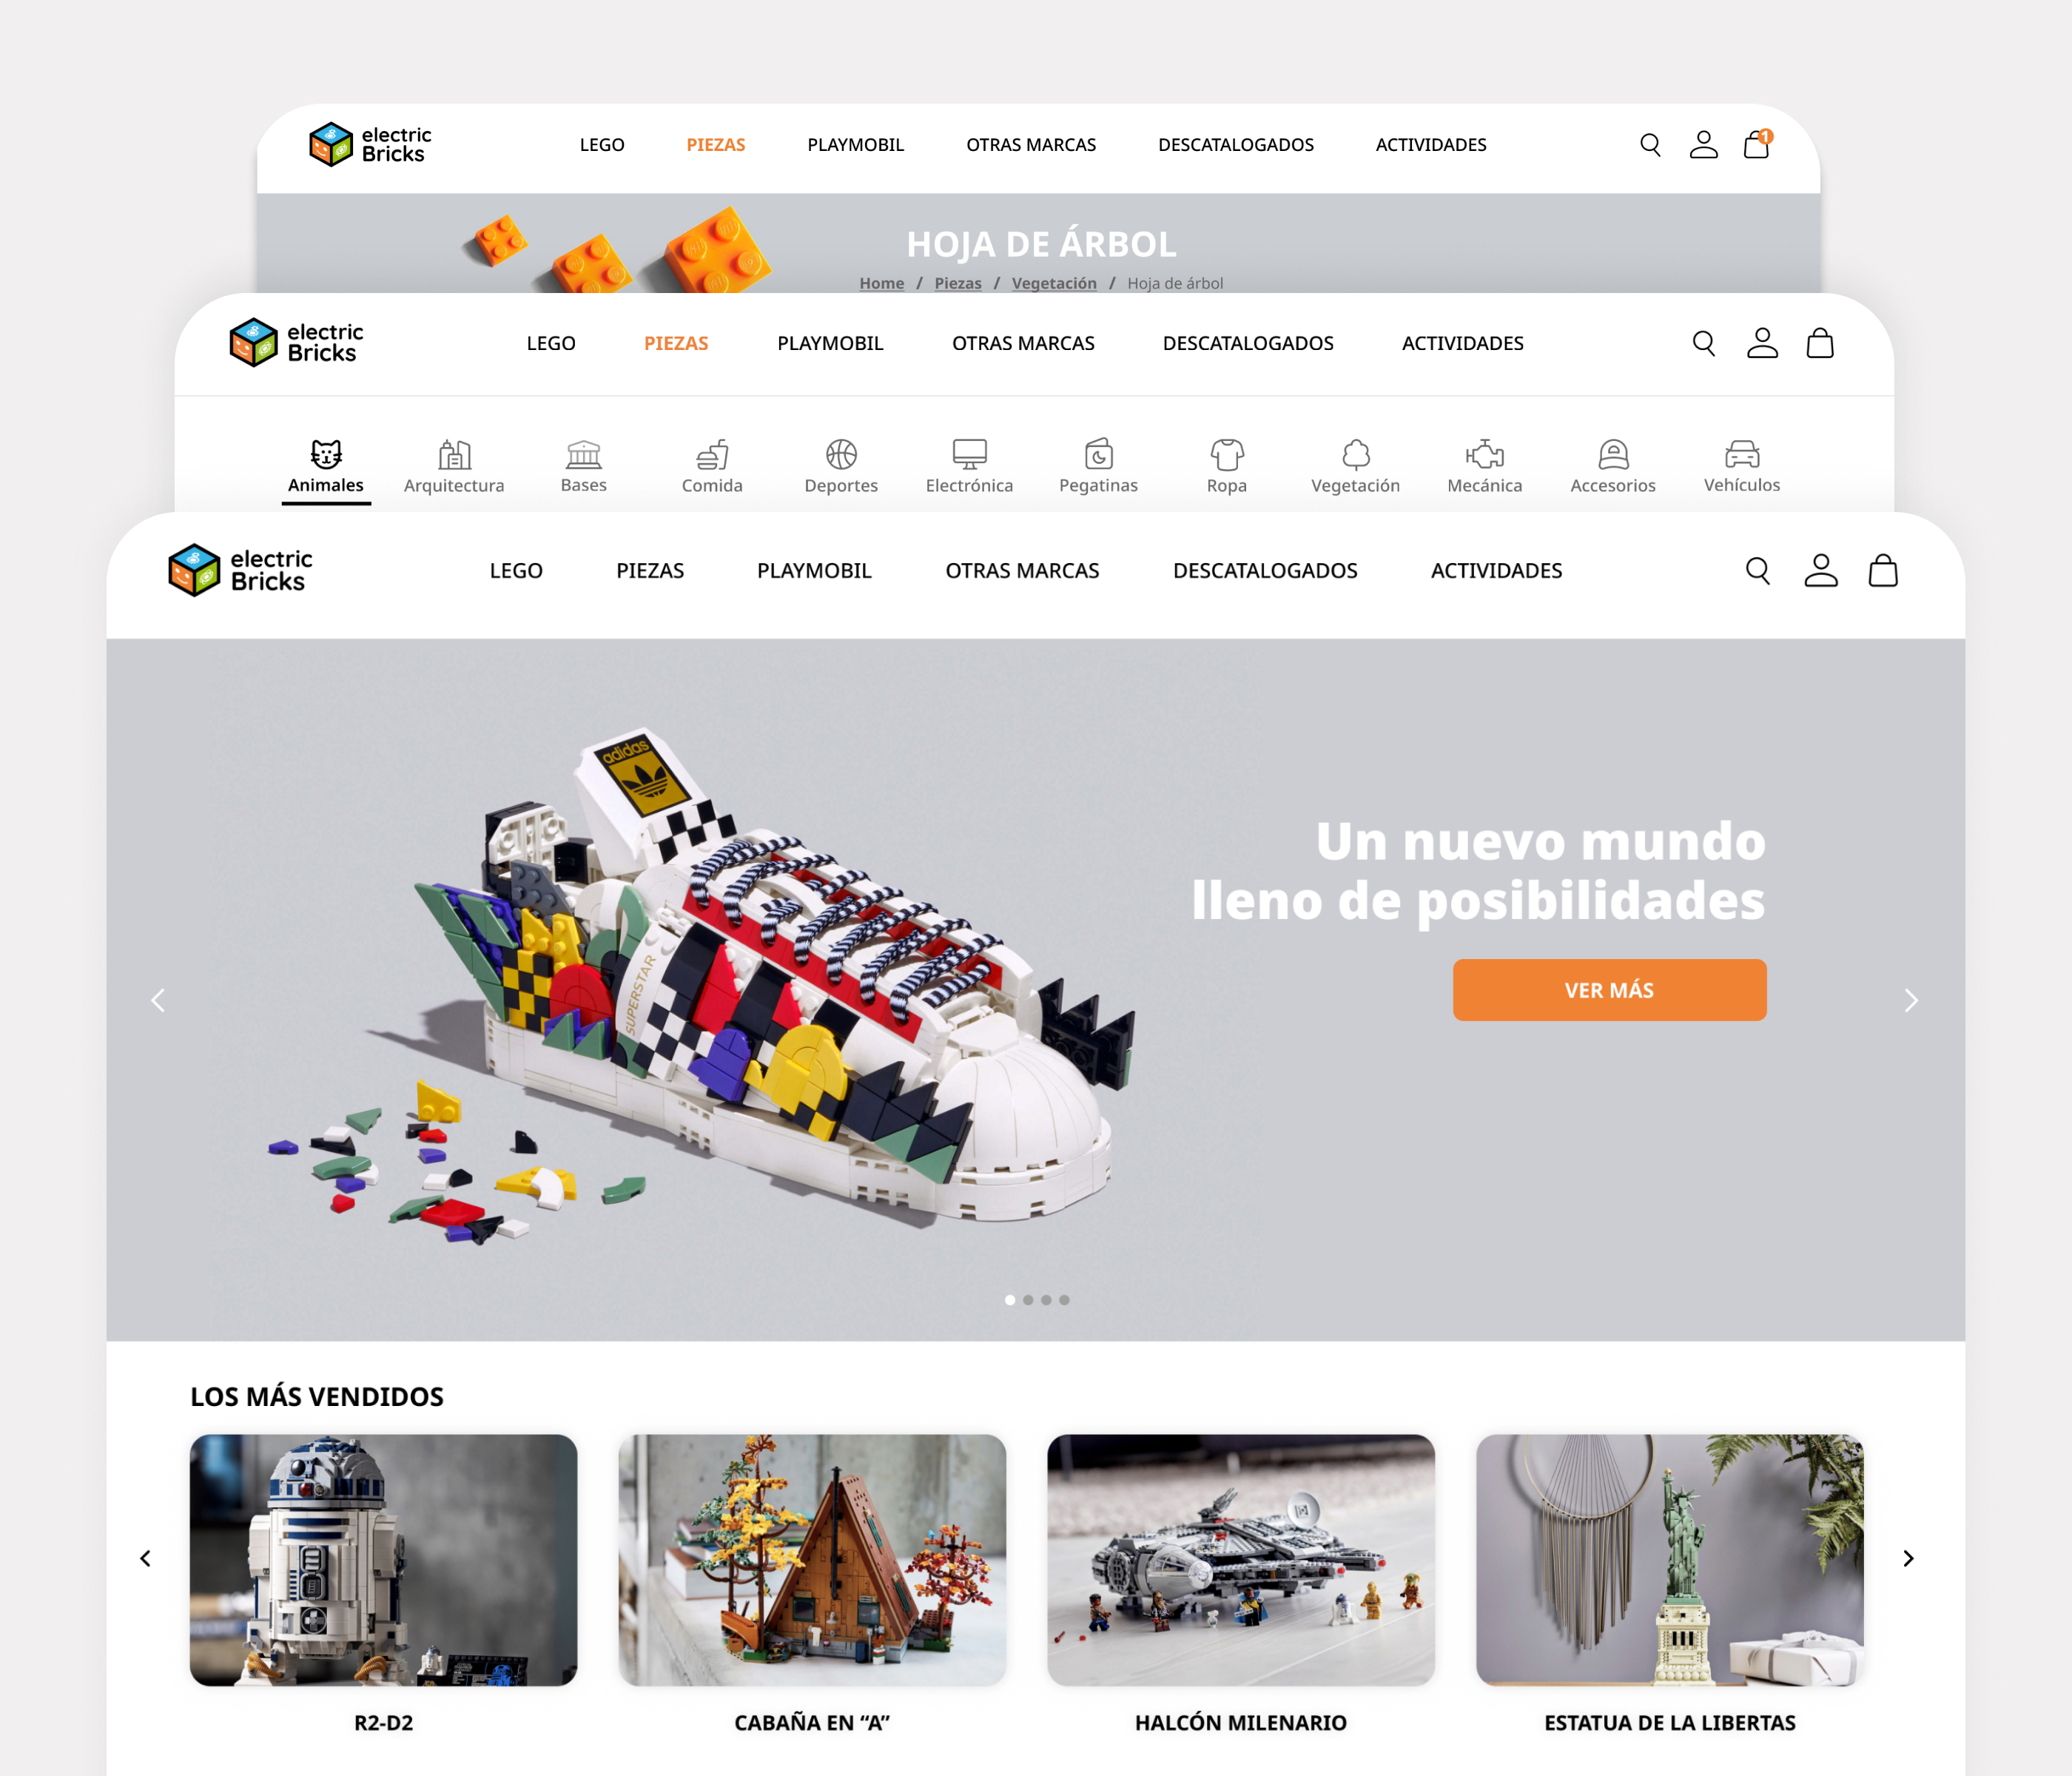 electric
Bricks
LEGO PIEZAS PLAYMOBIL OTRAS MARCAS DESCATALOGADOS ACTIVIDADES
1
HOJA DE ÁRBOL
Home / Piezas / Vegetación / Hoja de árbol
electric
Bricks
LEGO PIEZAS PLAYMOBIL OTRAS MARCAS DESCATALOGADOS ACTIVIDADES
Animales Arquitectura Bases Comida Deportes Electrónica Pegatinas Ropa Vegetación Mecánica Accesorios Vehículos
electric
Bricks
LEGO PIEZAS PLAYMOBIL OTRAS MARCAS DESCATALOGADOS ACTIVIDADES
adidas
SUPERSTAR
Un nuevo mundo
lleno de posibilidades
VER MÁS
LOS MÁS VENDIDOS
R2-D2 CABAÑA EN “A” HALCÓN MILENARIO ESTATUA DE LA LIBERTAS